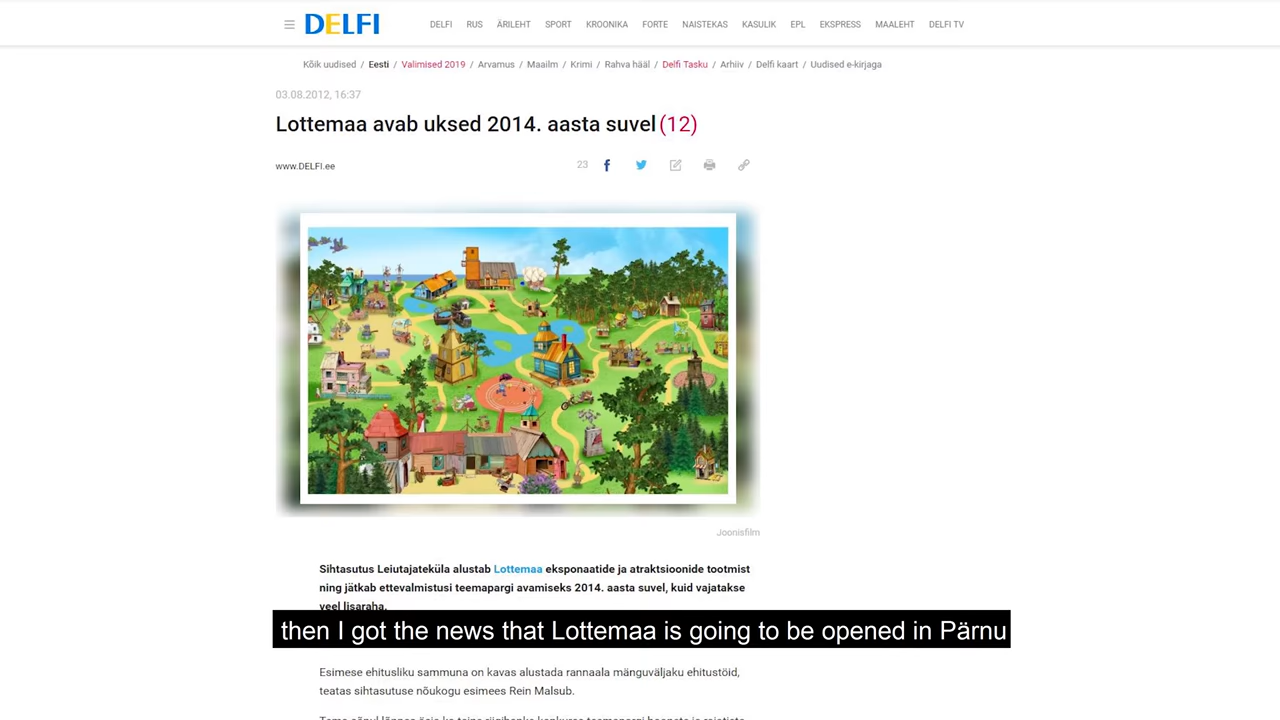 DELFI
DELFI RUS ÄRILEHT SPORT KROONIKA FORTE NAISTEKAS KASULIK EPL EKSPRESS MAALEHT DELFI TV
Kõik uudised / Eesti / Valimised 2019 / Arvamus / Maailm / Krimi / Rahva hääl / Delfi Tasku / Arhiiv / Delfi kaart / Uudised e-kirjaga
03.08.2012, 16:37
Lottemaa avab uksed 2014. aasta suvel (12)
www.DELFI.ee
23
Joonisfilm
Sihtasutus Leiutajateküla alustab Lottemaa eksponaatide ja atraktsioonide tootmist
ning jätkab ettevalmistusi teemapargi avamiseks 2014. aasta suvel, kuid vajatakse
veel lisaraha.
then I got the news that Lottemaa is going to be opened in Pärnu
Esimese ehitusliku sammuna on kavas alustada rannaala mänguväljaku ehitustöid,
teatas sihtasutuse nõukogu esimees Rein Malsub.